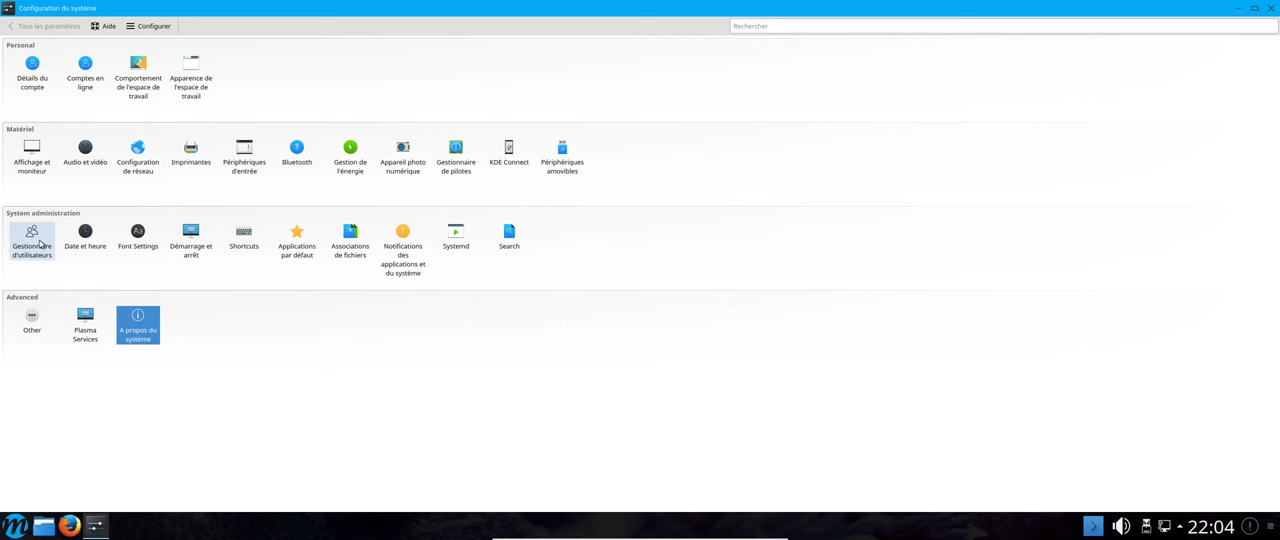 Configuration du système
Tous les paramètres Aide Configurer Rechercher
Personal
Détails du compte
Comptes en ligne
Comportement de l'espace de travail
Apparence de l'espace de travail
Matériel
Affichage et moniteur
Audio et vidéo
Configuration de réseau
Imprimantes
Périphériques d'entrée
Bluetooth
Gestion de l'énergie
Appareil photo numérique
Gestionnaire de pilotes
KDE Connect
Périphériques amovibles
System administration
Gestionnaire d'utilisateurs
Date et heure
Font Settings
Démarrage et arrêt
Shortcuts
Applications par défaut
Associations de fichiers
Notifications des applications et du système
Systemd
Search
Advanced
Other
Plasma Services
A propos du système
22:04